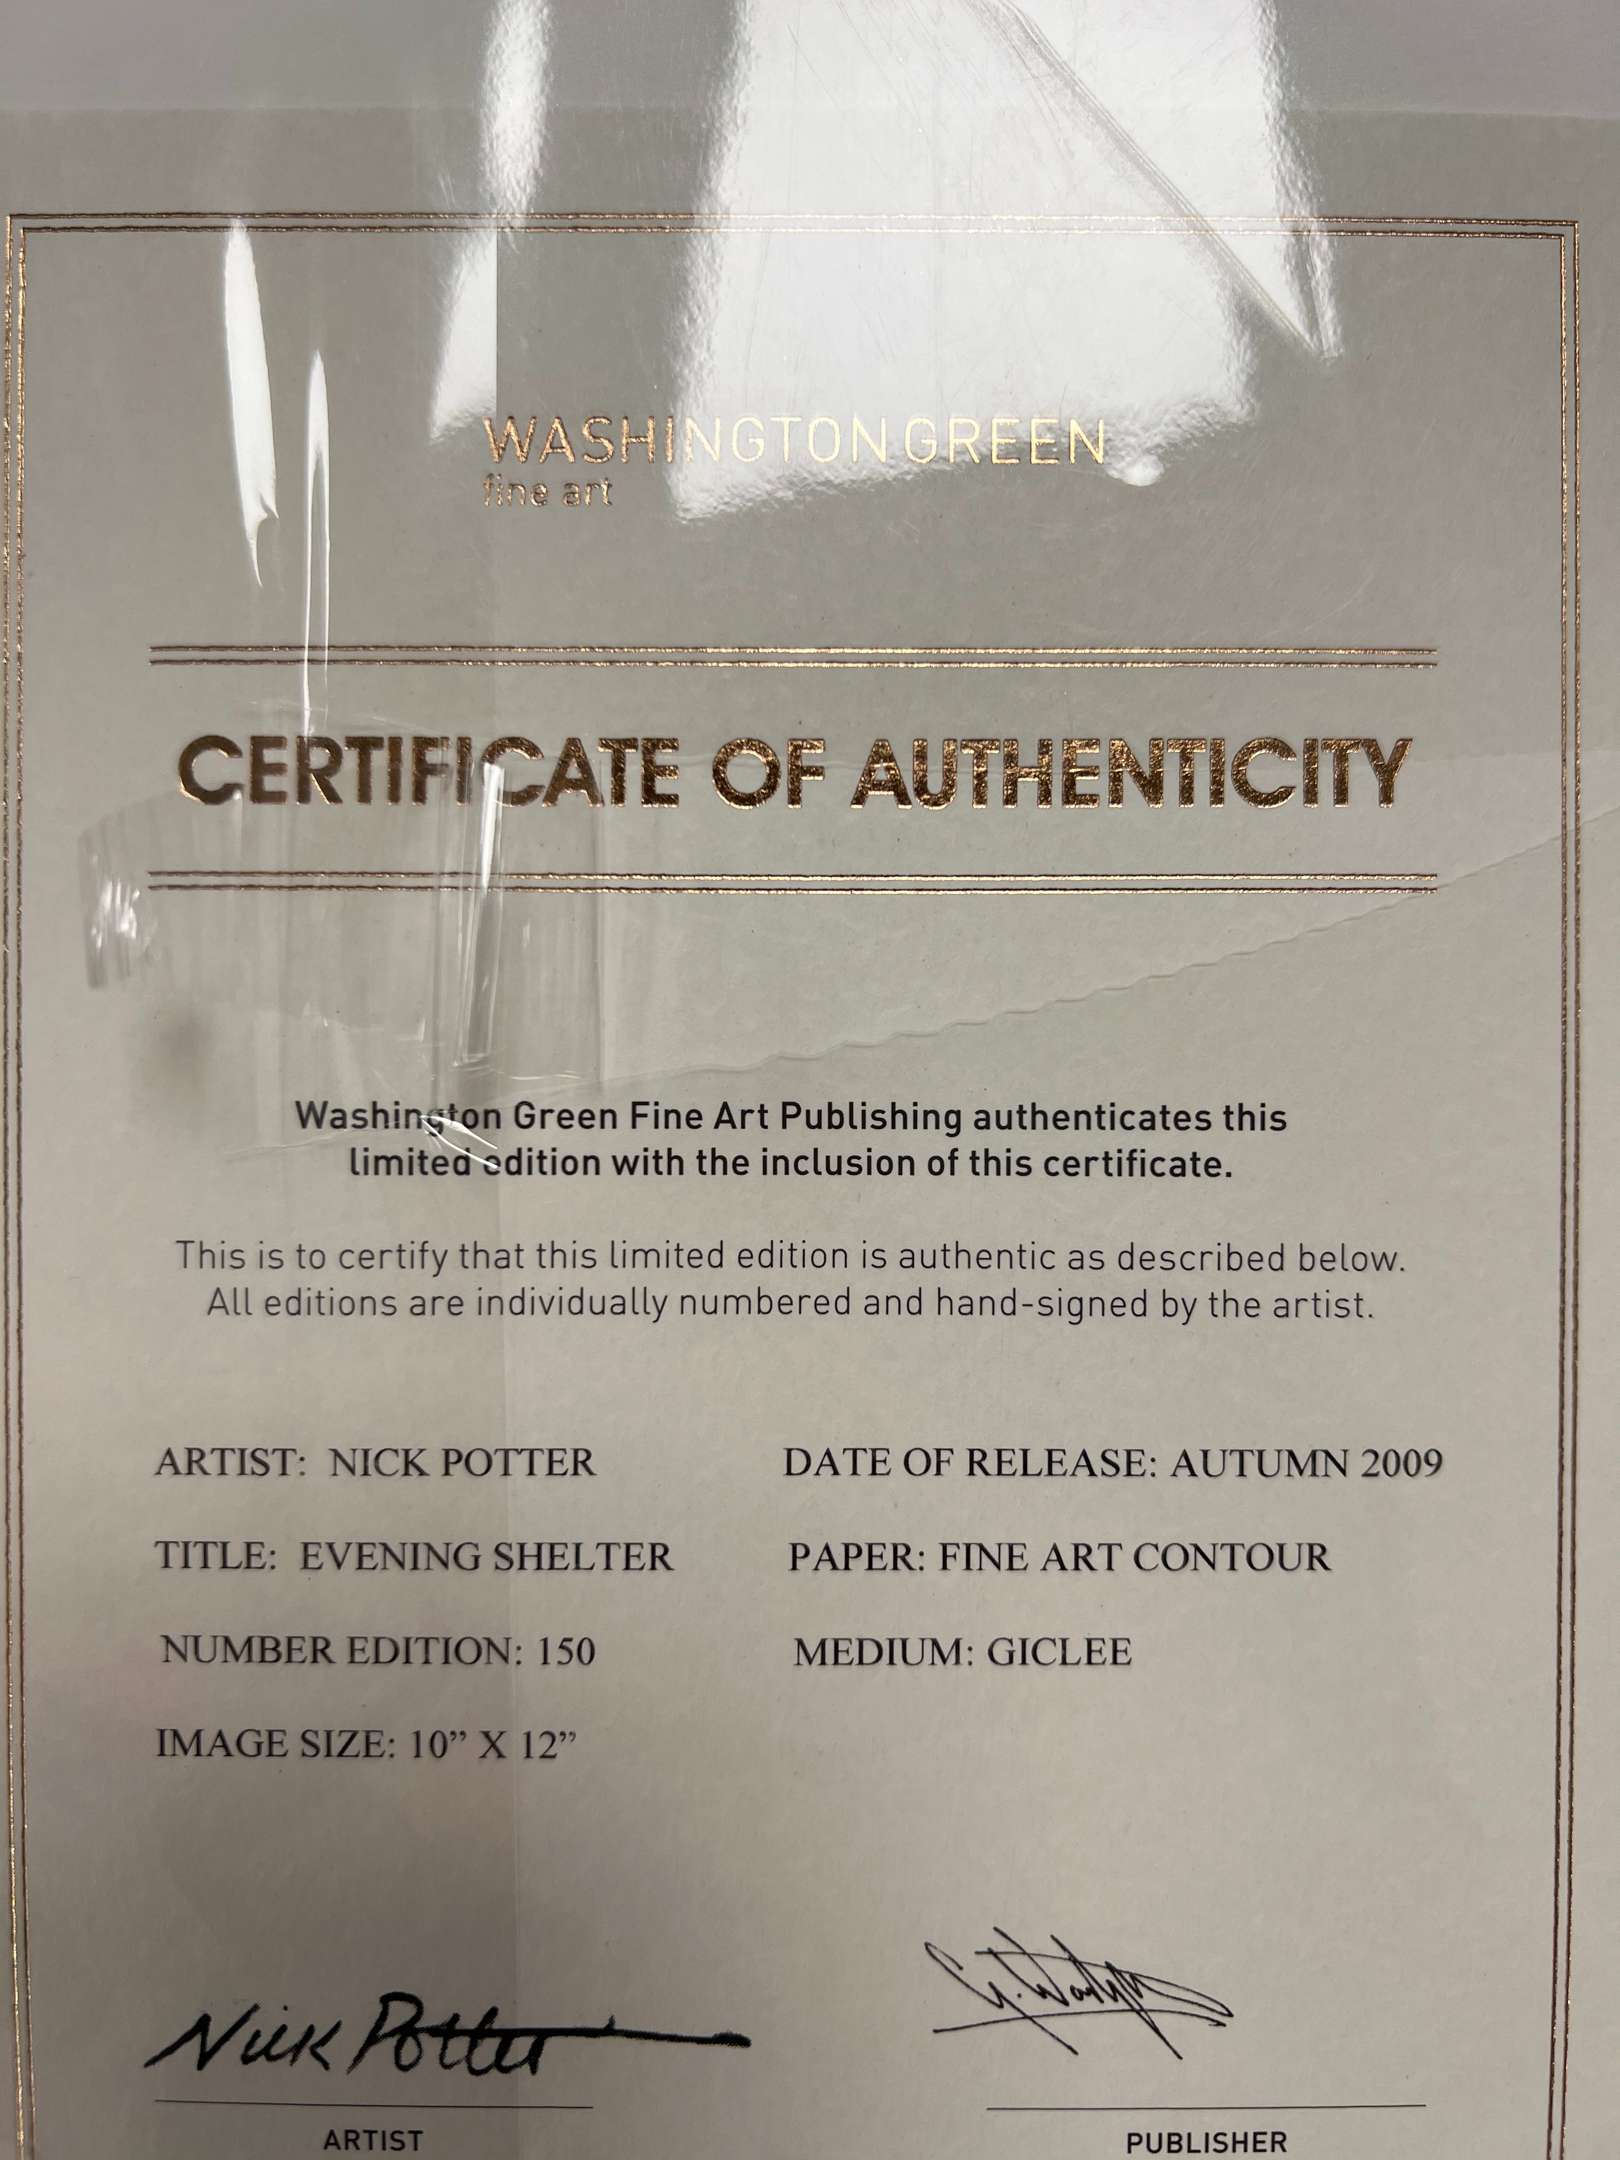 WASHINGTON GREEN
fine art
CERTIFICATE OF AUTHENTICITY
Washington Green Fine Art Publishing authenticates this
limited edition with the inclusion of this certificate.
This is to certify that this limited edition is authentic as described below.
All editions are individually numbered and hand-signed by the artist.
ARTIST: NICK POTTER
DATE OF RELEASE: AUTUMN 2009
TITLE: EVENING SHELTER
PAPER: FINE ART CONTOUR
NUMBER EDITION: 150
MEDIUM: GICLEE
IMAGE SIZE: 10” X 12”
Nick Potter
ARTIST
PUBLISHER